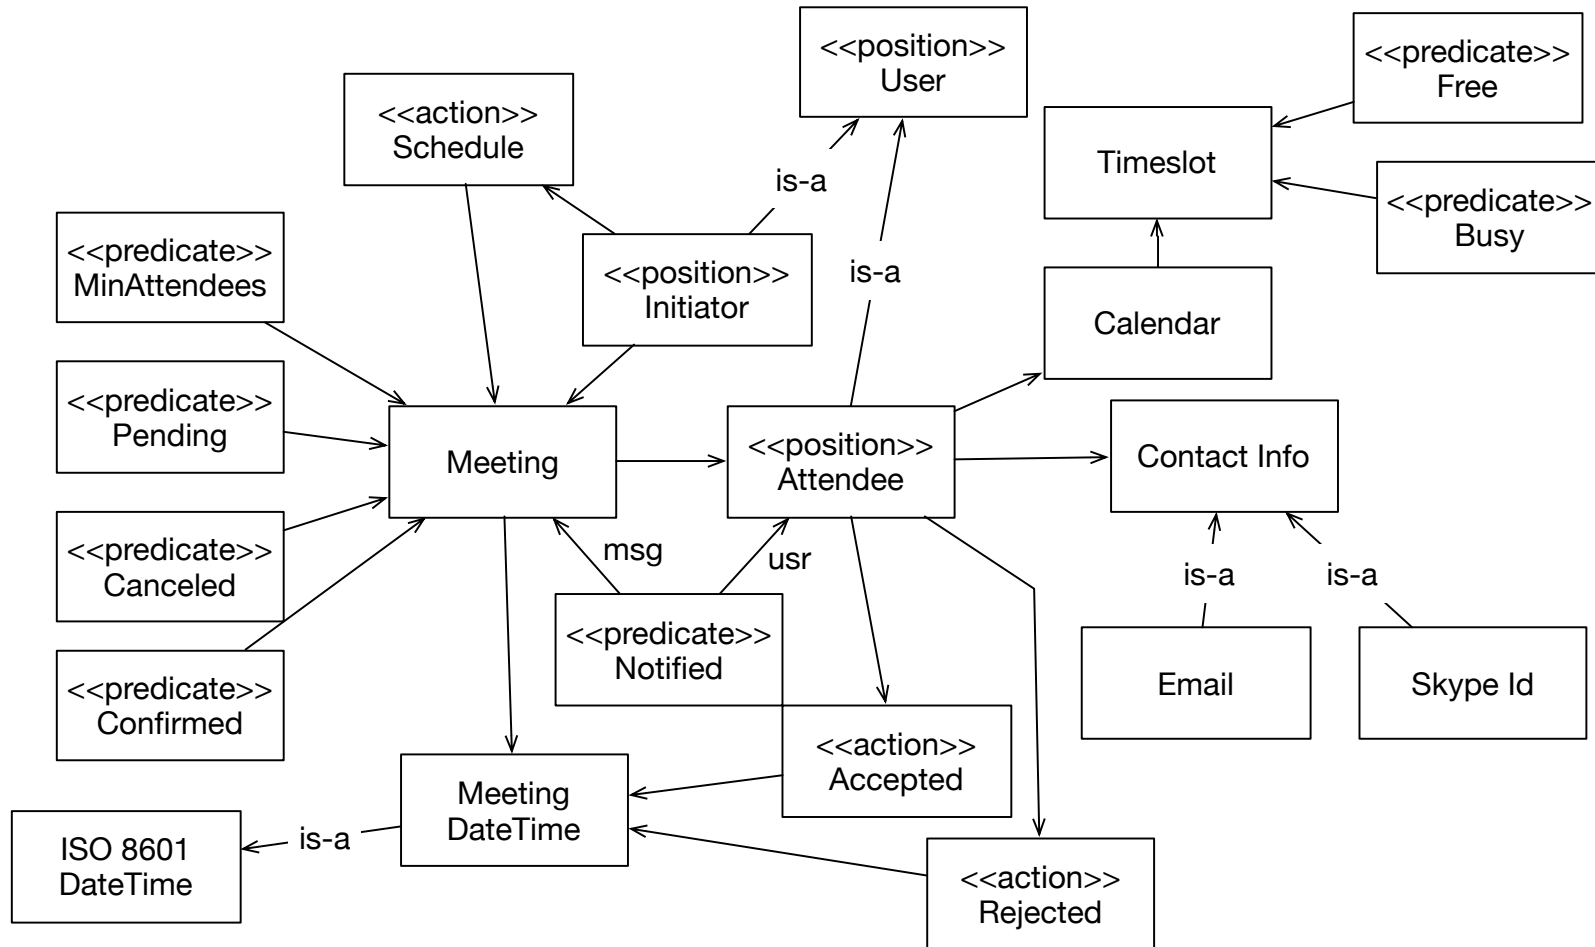 <<position>>
User
<<predicate>>
Free
<<action>>
Schedule
Timeslot
is-a
<<predicate>>
Busy
<<predicate>>
MinAttendees
<<position>>
Initiator
is-a
Calendar
<<predicate>>
Pending
Meeting
<<position>>
Attendee
Contact Info
<<predicate>>
Canceled
msg
usr
is-a
is-a
<<predicate>>
Notified
<<predicate>>
Confirmed
Email
Skype Id
<<action>>
Accepted
Meeting
DateTime
is-a
ISO 8601
DateTime
<<action>>
Rejected